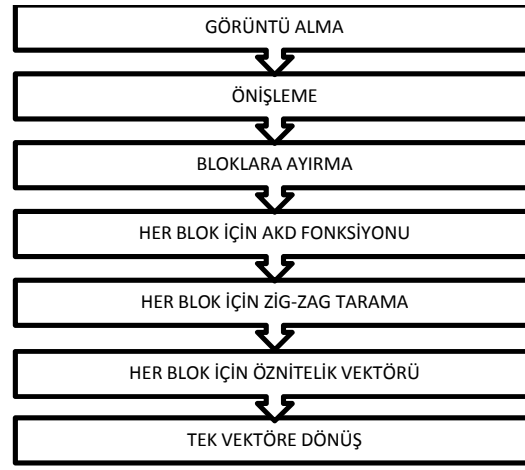 GÖRÜNTÜ ALMA
ÖNİŞLEME
BLOKLARA AYIRMA
HER BLOK İÇİN AKD FONKSİYONU
HER BLOK İÇİN ZİG-ZAG TARAMA
HER BLOK İÇİN ÖZNİTELİK VEKTÖRÜ
TEK VEKTÖRE DÖNÜŞ